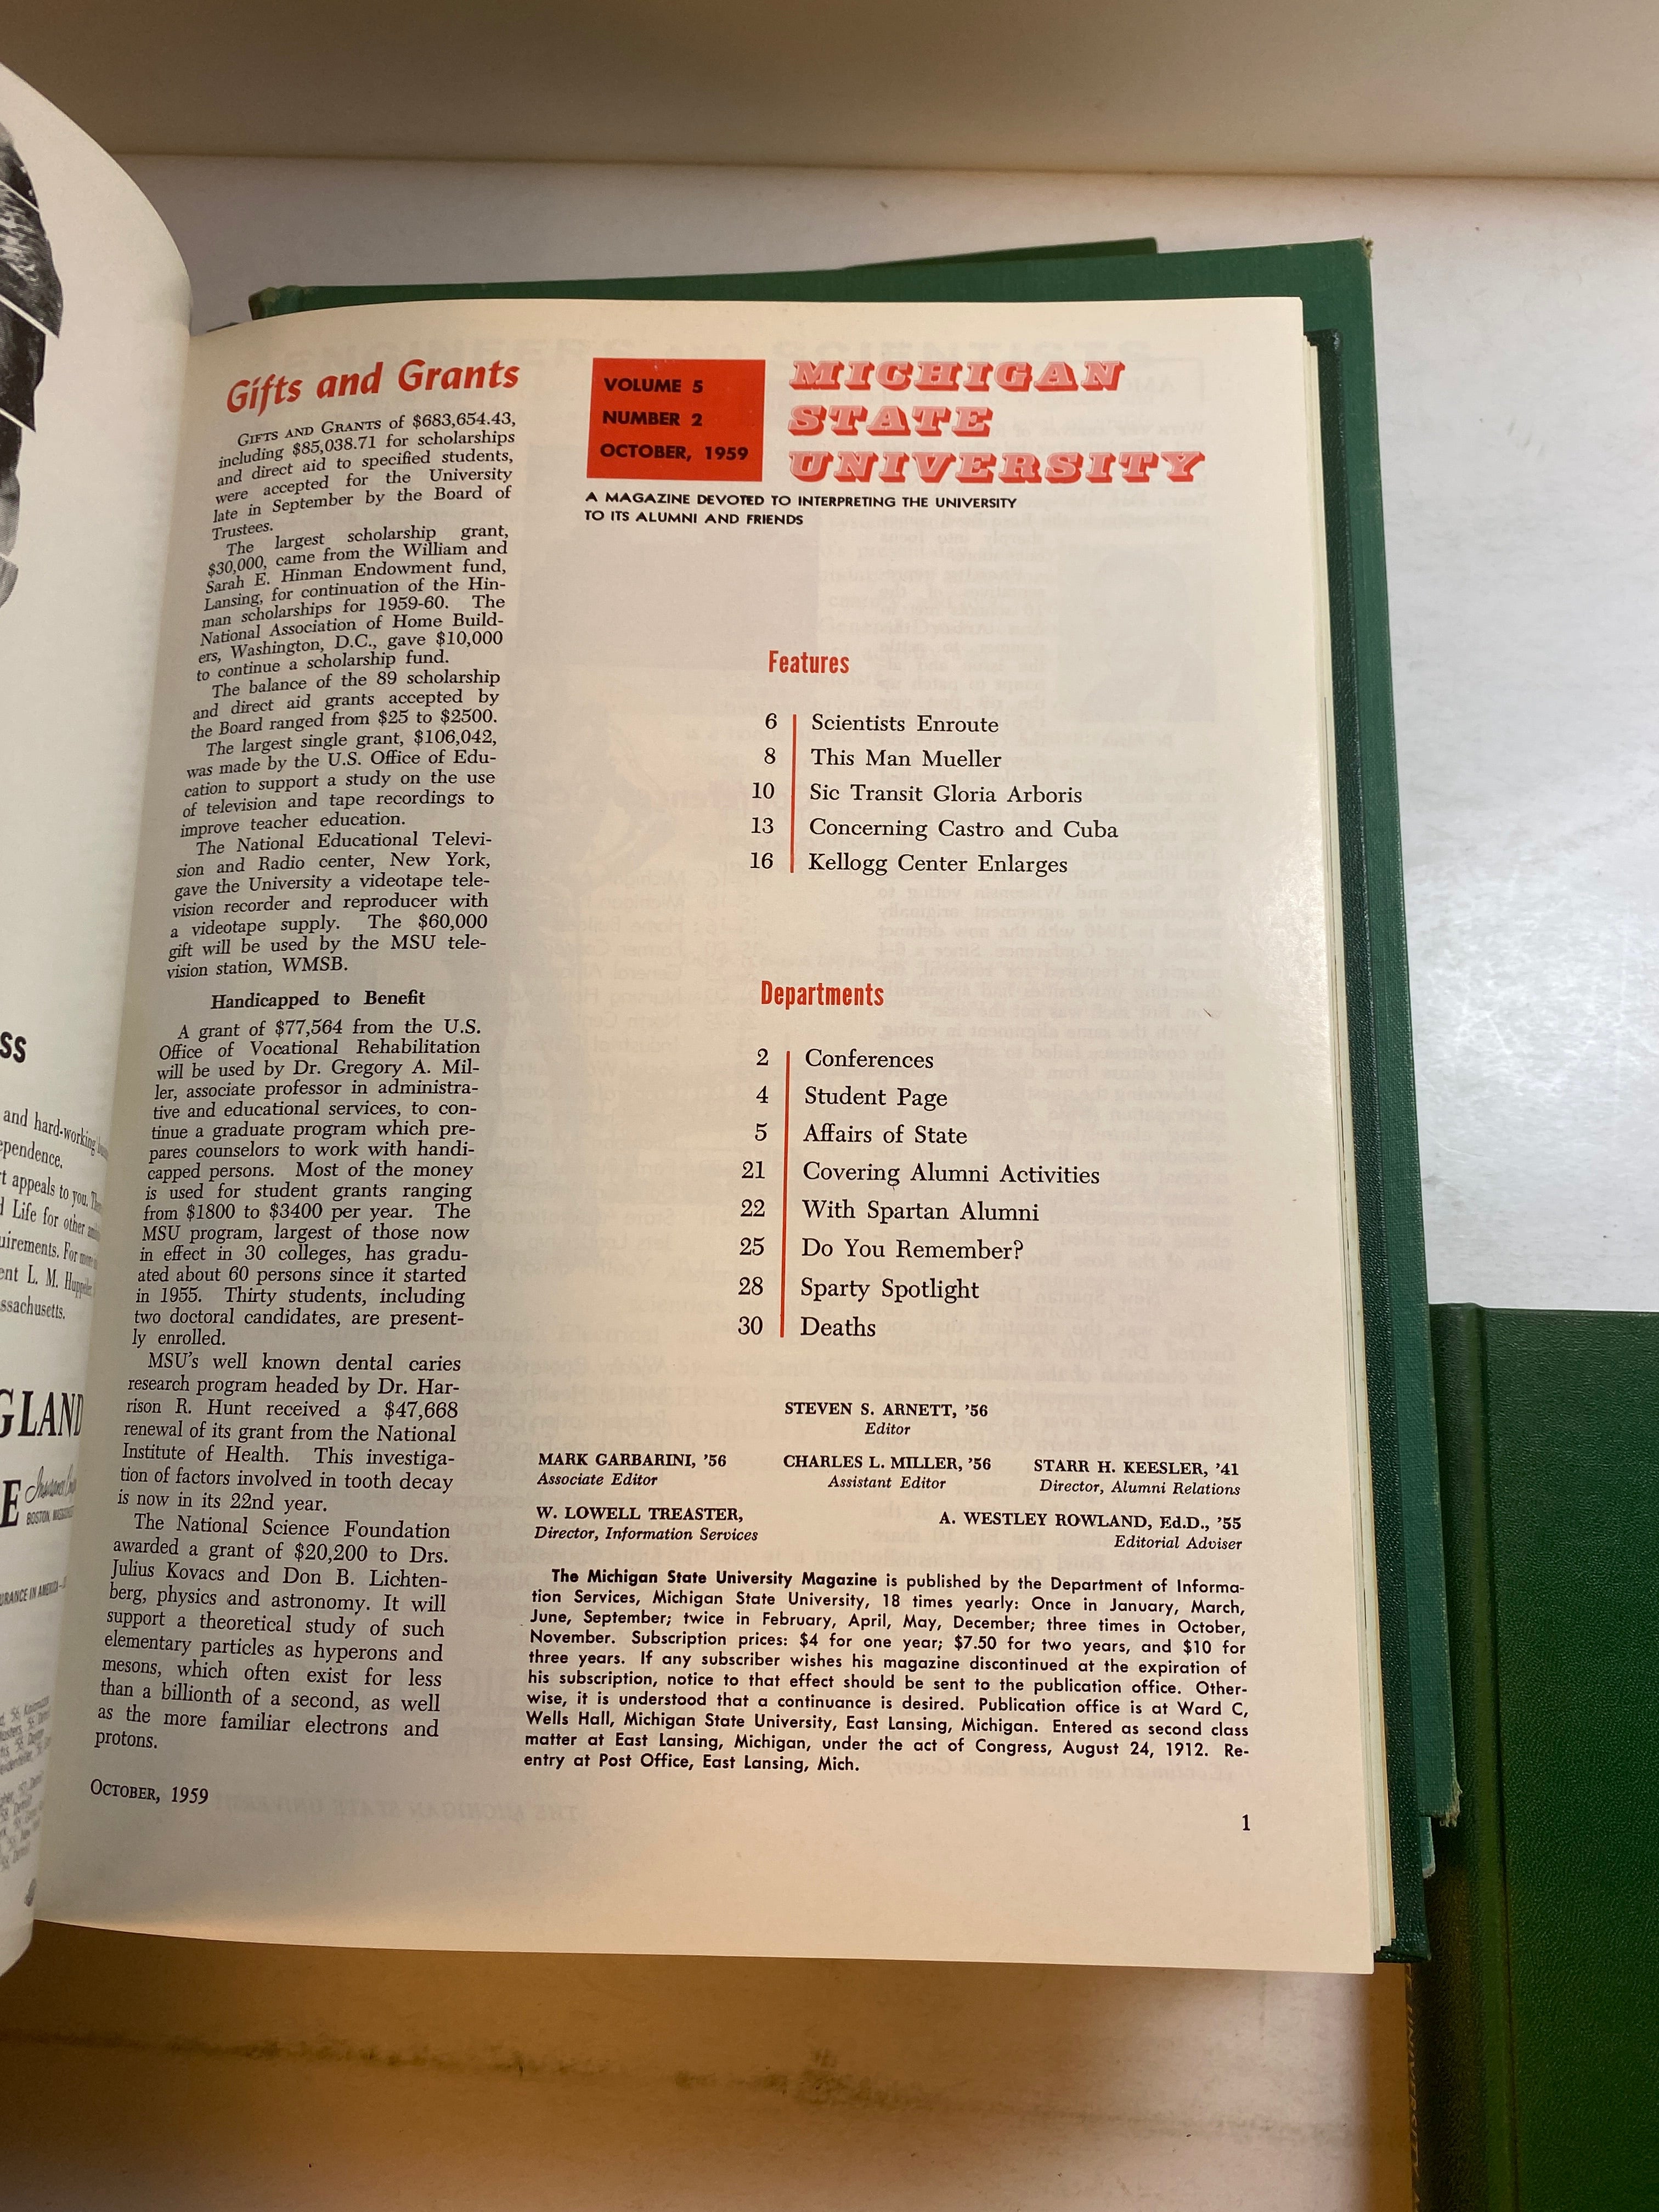 ss
and hard-working
ependence.
appeals to you.
Life for other
uirements. For more
ent L. M. Huppeler,
ssachusetts.
GLAND
E
BOSTON, MASSACHUSETTS
URANCE IN AMERICA
Gifts and Grants
GIFTS AND GRANTS of $683,654.43,
including $85,038.71 for scholarships
and direct aid to specified students,
were accepted for the University
late in September by the Board of
Trustees.
The largest scholarship grant,
$30,000, came from the William and
Sarah E. Hinman Endowment fund,
Lansing, for continuation of the Hin-
man scholarships for 1959-60. The
National Association of Home Build-
ers, Washington, D.C., gave $10,000
to continue a scholarship fund.
The balance of the 89 scholarship
and direct aid grants accepted by
the Board ranged from $25 to $2500.
The largest single grant, $106,042,
was made by the U.S. Office of Edu-
cation to support a study on the use
of television and tape recordings to
improve teacher education.
The National Educational Televi-
sion and Radio center, New York,
gave the University a videotape tele-
vision recorder and reproducer with
a videotape supply. The $60,000
gift will be used by the MSU tele-
vision station, WMSB.
Handicapped to Benefit
A grant of $77,564 from the U.S.
Office of Vocational Rehabilitation
will be used by Dr. Gregory A. Mil-
ler, associate professor in administra-
tive and educational services, to con-
tinue a graduate program which pre-
pares counselors to work with handi-
capped persons. Most of the money
is used for student grants ranging
from $1800 to $3400 per year. The
MSU program, largest of those now
in effect in 30 colleges, has gradu-
ated about 60 persons since it started
in 1955. Thirty students, including
two doctoral candidates, are present-
ly enrolled.
MSU's well known dental caries
research program headed by Dr. Har-
rison R. Hunt received a $47,668
renewal of its grant from the National
Institute of Health. This investiga-
tion of factors involved in tooth decay
is now in its 22nd year.
The National Science Foundation
awarded a grant of $20,200 to Drs.
Julius Kovacs and Don B. Lichten-
berg, physics and astronomy. It will
support a theoretical study of such
elementary particles as hyperons and
mesons, which often exist for less
than a billionth of a second, as well
as the more familiar electrons and
protons.
OCTOBER, 1959
VOLUME 5
NUMBER 2
OCTOBER, 1959
MICHIGAN
STATE
UNIVERSITY
A MAGAZINE DEVOTED TO INTERPRETING THE UNIVERSITY
TO ITS ALUMNI AND FRIENDS
Features
6 Scientists Enroute
8 This Man Mueller
10 Sic Transit Gloria Arboris
13 Concerning Castro and Cuba
16 Kellogg Center Enlarges
Departments
2 Conferences
4 Student Page
5 Affairs of State
21 Covering Alumni Activities
22 With Spartan Alumni
25 Do You Remember?
28 Sparty Spotlight
30 Deaths
STEVEN S. ARNETT, '56
Editor
MARK GARBARINI, '56 CHARLES L. MILLER, '56 STARR H. KEESLER, '41
Associate Editor Assistant Editor Director, Alumni Relations
W. LOWELL TREASTER, A. WESTLEY ROWLAND, Ed.D., '55
Director, Information Services Editorial Adviser
The Michigan State University Magazine is published by the Department of Informa-
tion Services, Michigan State University, 18 times yearly: Once in January, March,
June, September; twice in February, April, May, December; three times in October,
November. Subscription prices: $4 for one year; $7.50 for two years, and $10 for
three years. If any subscriber wishes his magazine discontinued at the expiration of
his subscription, notice to that effect should be sent to the publication office. Other-
wise, it is understood that a continuance is desired. Publication office is at Ward C,
Wells Hall, Michigan State University, East Lansing, Michigan. Entered as second class
matter at East Lansing, Michigan, under the act of Congress, August 24, 1912. Re-
entry at Post Office, East Lansing, Mich.
1